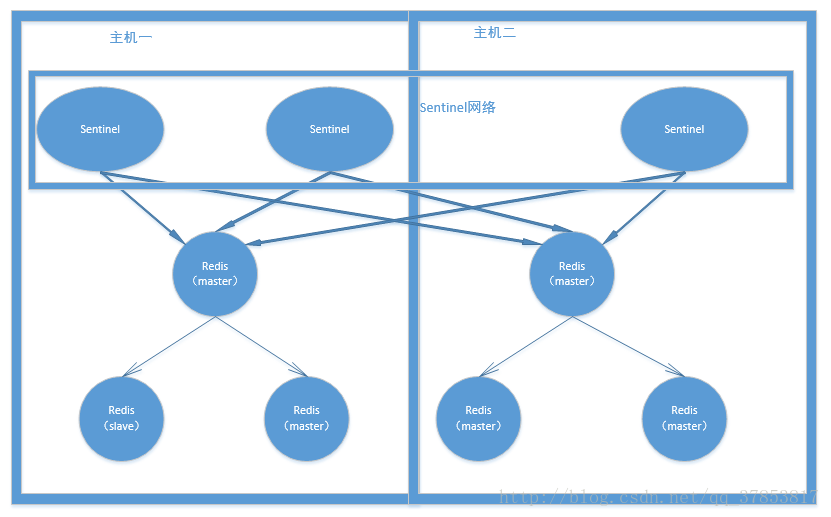 主机一
主机二
Sentinel网络
Sentinel
Sentinel
Sentinel
Redis
（master）
Redis
（master）
Redis
（slave）
Redis
（master）
Redis
（master）
Redis
（master）
http://blog.csdn.net/qq_37853817